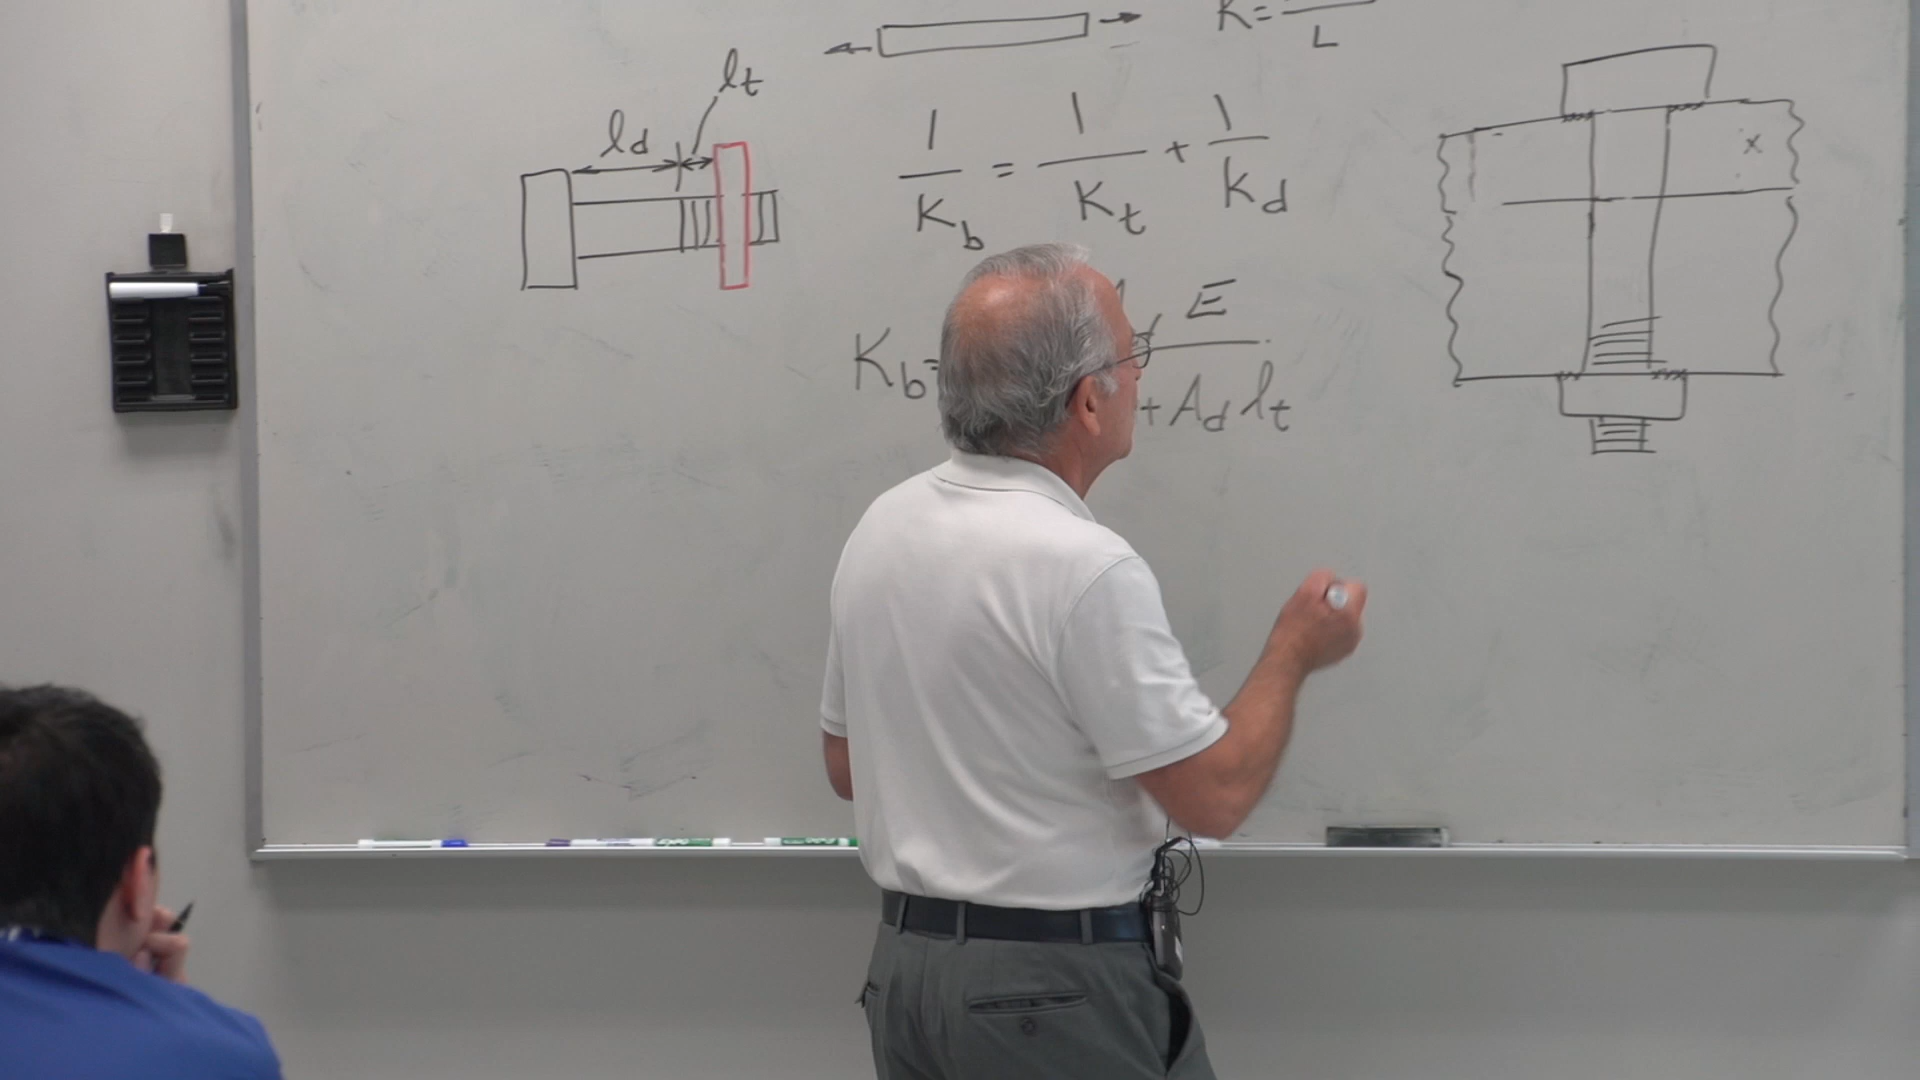 K = / L
lt
ld
1/Kb = 1/Kt + 1/Kd
Kb= d E / + Ad lt
x